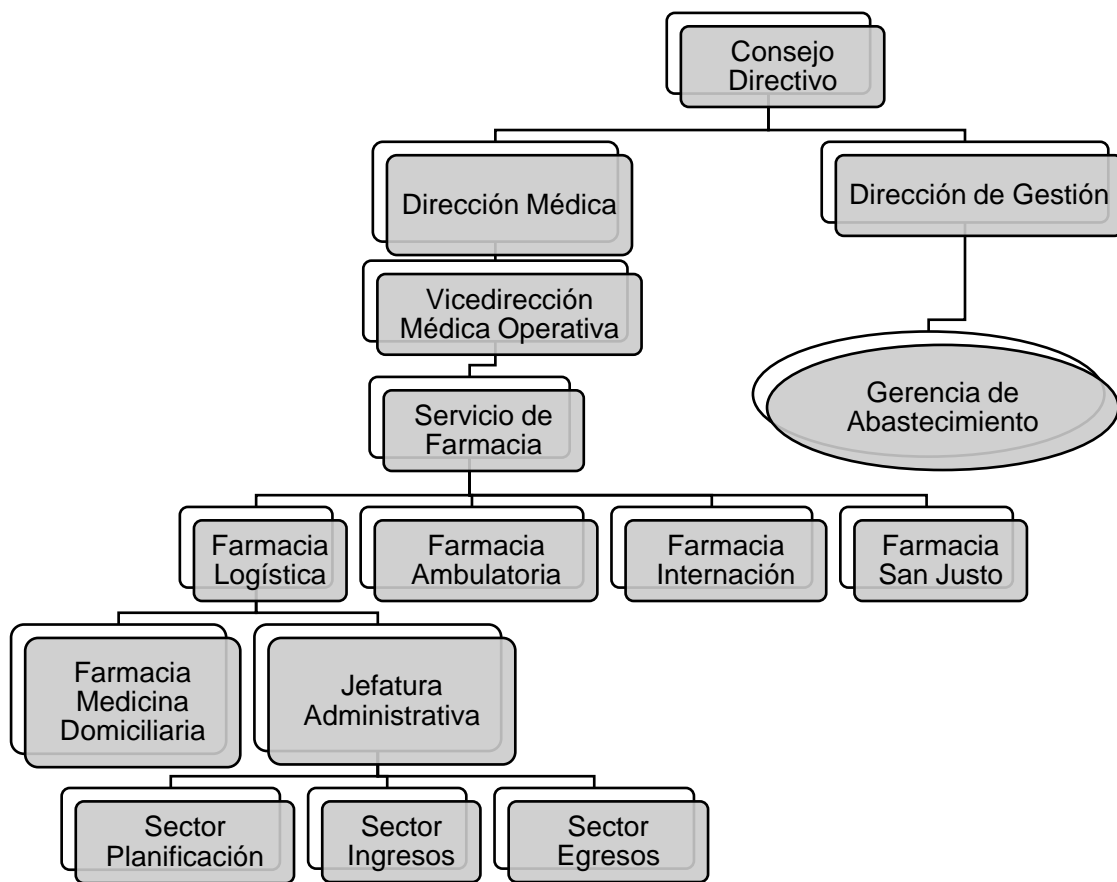 Consejo
Directivo
Dirección Médica
Dirección de Gestión
Vicedirección
Médica Operativa
Gerencia de
Abastecimiento
Servicio de
Farmacia
Farmacia
Logística
Farmacia
Ambulatoria
Farmacia
Internación
Farmacia
San Justo
Farmacia
Medicina
Domiciliaria
Jefatura
Administrativa
Sector
Planificación
Sector
Ingresos
Sector
Egresos